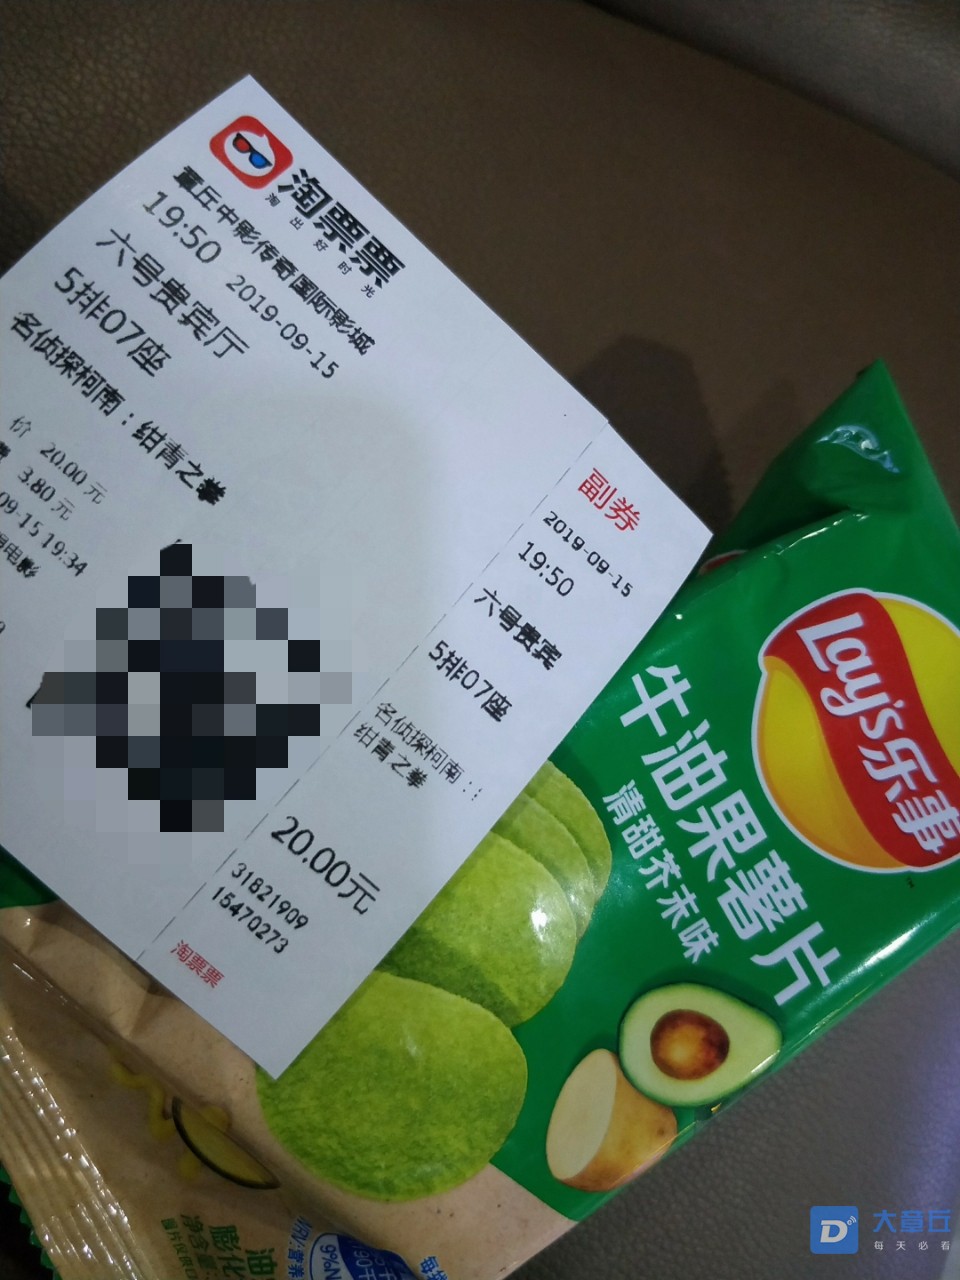 淘票票
淘出好时光
章丘中影传奇国际影城
19:50 2019-09-15
六号贵宾厅
5排07座
名侦探柯南：绀青之拳
价 20.00 元
3.80 元
09-15 19:34
电影
副券
2019-09-15
19:50
六号贵宾
5排07座
名侦探柯南：
绀青之拳
20.00元
31821909
15470273
淘票票
Lay's乐事
牛油果薯片
清甜芥末味
大章丘
每天必看